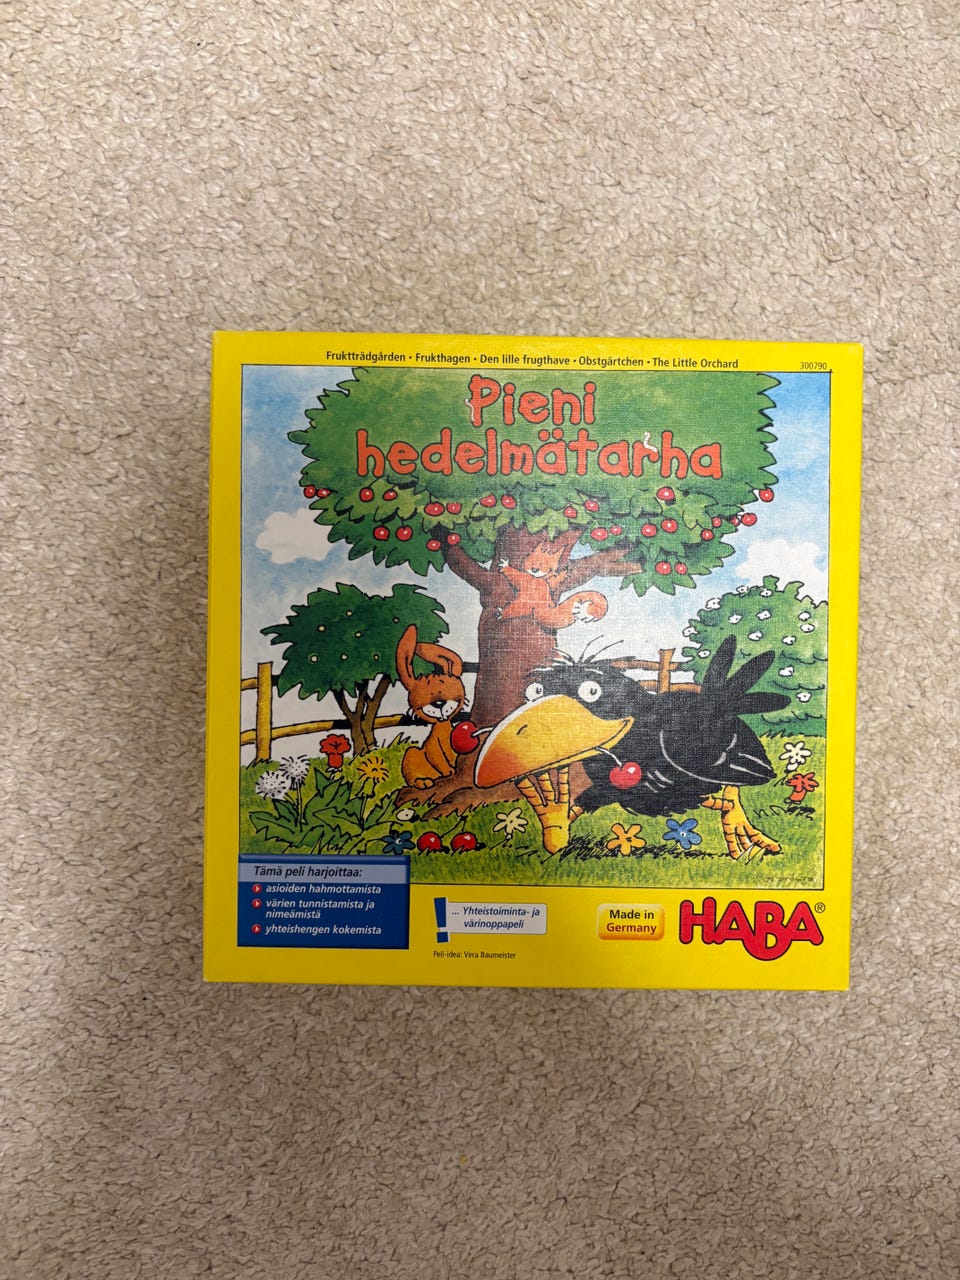 Fruktträdgården • Frukthagen • Den lille frugthave • Obstgärtchen • The Little Orchard
300790
Pieni
hedelmätarha
Tämä peli harjoittaa:
asioiden hahmottamista
värien tunnistamista ja
nimeämistä
yhteishengen kokemista
! ... Yhteistoiminta- ja
värinoppapeli
Peli-idea: Vera Baumeister
Made in
Germany
HABA®